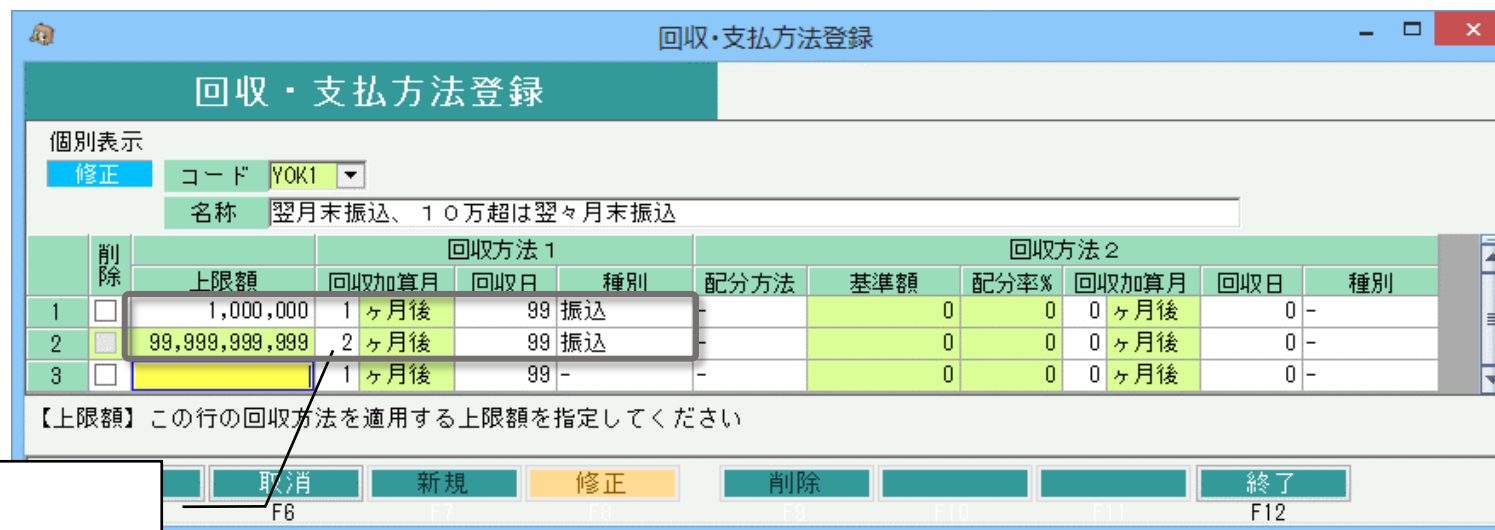 回収・支払方法登録
回収・支払方法登録
個別表示
修正 コード YOK1
名称 翌月末振込、１０万超は翌々月末振込
削除 上限額 回収方法１ 回収方法２
回収加算月 回収日 種別 配分方法 基準額 配分率% 回収加算月 回収日 種別
1 1,000,000 1 ヶ月後 99 振込 - 0 0 0 ヶ月後 0 -
2 99,999,999,999 2 ヶ月後 99 振込 - 0 0 0 ヶ月後 0 -
3 1 ヶ月後 99 - - 0 0 0 ヶ月後 0 -
【上限額】この行の回収方法を適用する上限額を指定してください
取消 新規 修正 削除 終了
F6 F7 F8 F9 F10 F11 F12